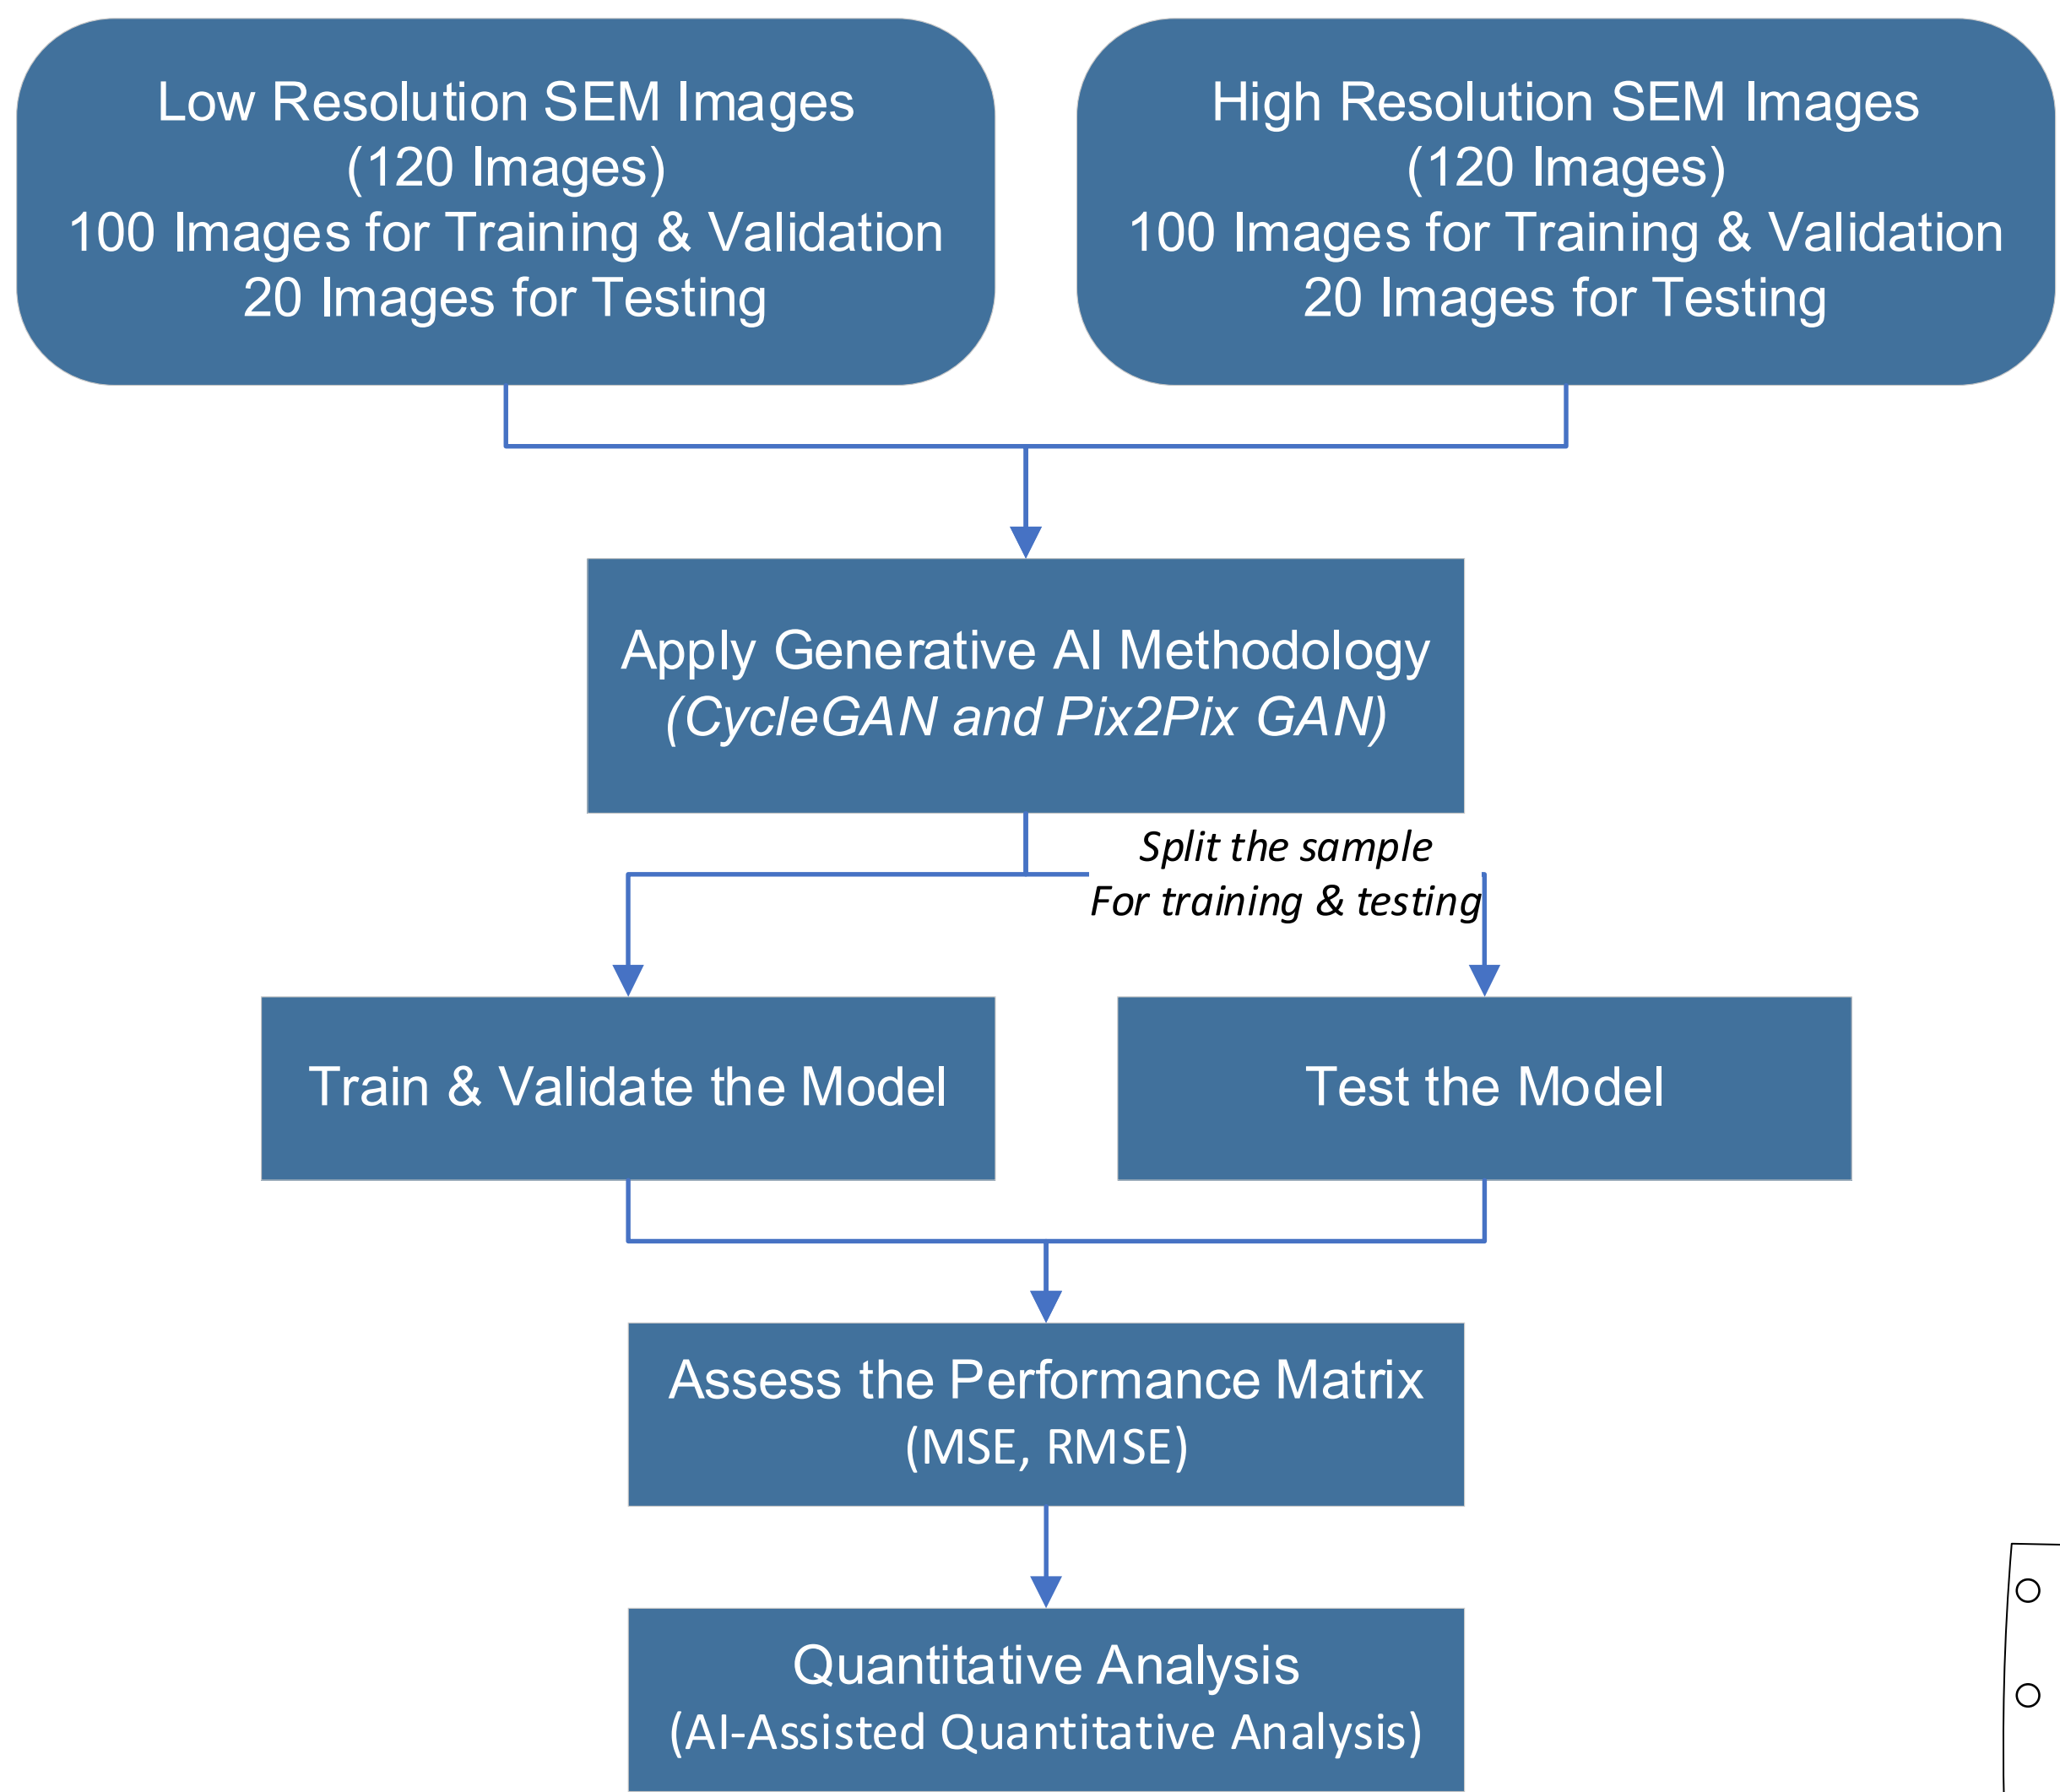 Low Resolution SEM Images
(120 Images)
100 Images for Training & Validation
20 Images for Testing
High Resolution SEM Images
(120 Images)
100 Images for Training & Validation
20 Images for Testing
Apply Generative AI Methodology
(CycleGAN and Pix2Pix GAN)
Split the sample
For training & testing
Train & Validate the Model
Test the Model
Assess the Performance Matrix
(MSE, RMSE)
Quantitative Analysis
(AI-Assisted Quantitative Analysis)